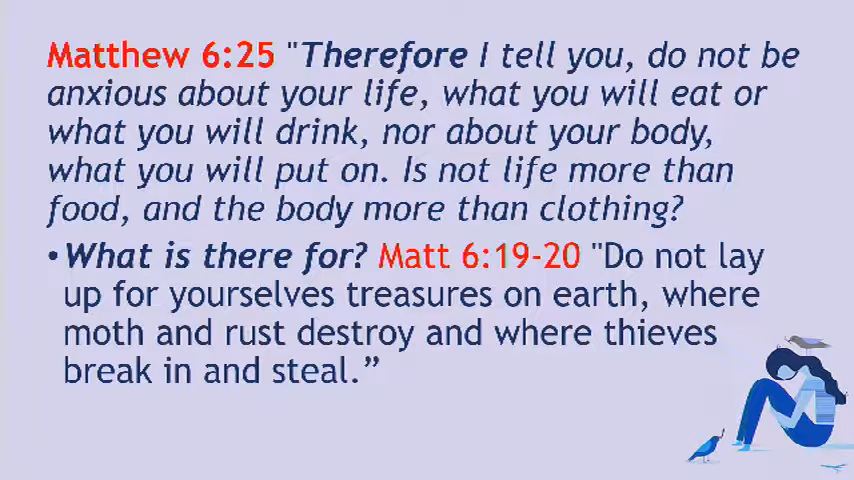 Matthew 6:25 "Therefore I tell you, do not be
anxious about your life, what you will eat or
what you will drink, nor about your body,
what you will put on. Is not life more than
food, and the body more than clothing?
•What is there for? Matt 6:19-20 "Do not lay
up for yourselves treasures on earth, where
moth and rust destroy and where thieves
break in and steal.”